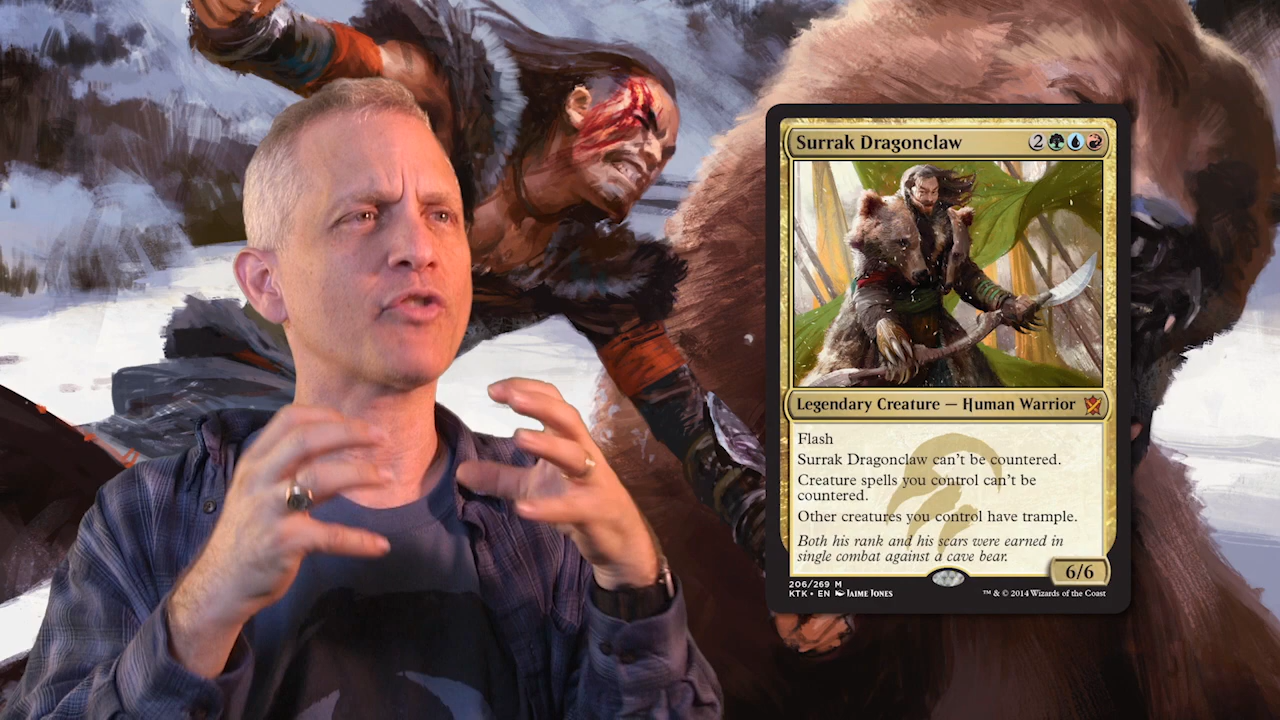 Surrak Dragonclaw 2
Legendary Creature — Human Warrior
Flash
Surrak Dragonclaw can't be countered.
Creature spells you control can't be
countered.
Other creatures you control have trample.
Both his rank and his scars were earned in
single combat against a cave bear.
6/6
206/269 M
KTK • EN JAIME JONES
™ & © 2014 Wizards of the Coast